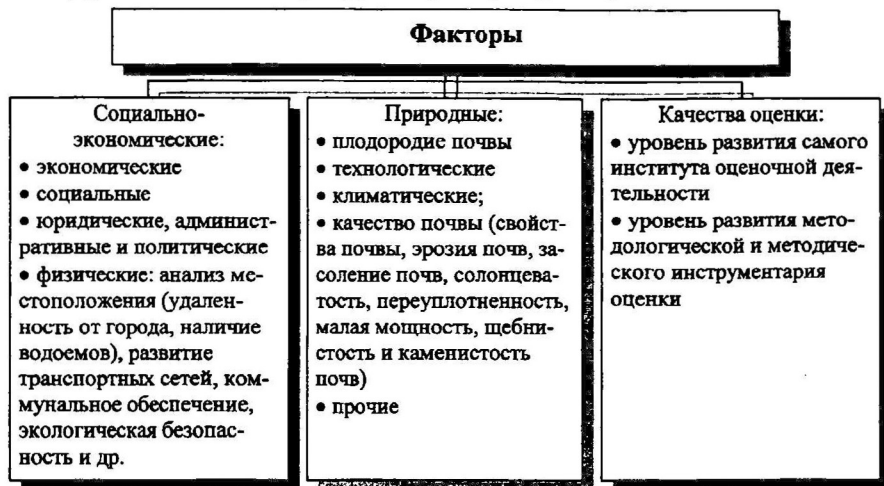 Факторы
Социально-
экономические:
• экономические
• социальные
• юридические, админист-
ративные и политические
• физические: анализ ме-
стоположения (удален-
ность от города, наличие
водоемов), развитие
транспортных сетей, ком-
мунальное обеспечение,
экологическая безопас-
ность и др.
Природные:
• плодородие почвы
• технологические
• климатические;
• качество почвы (свойст-
ва почвы, эрозия почв, за-
соление почв, солонцева-
тость, переуплотненность,
малая мощность, щебни-
стость и каменистость
почв)
• прочие
Качества оценки:
• уровень развития самого
института оценочной дея-
тельности
• уровень развития мето-
дологической и методиче-
ского инструментария
оценки